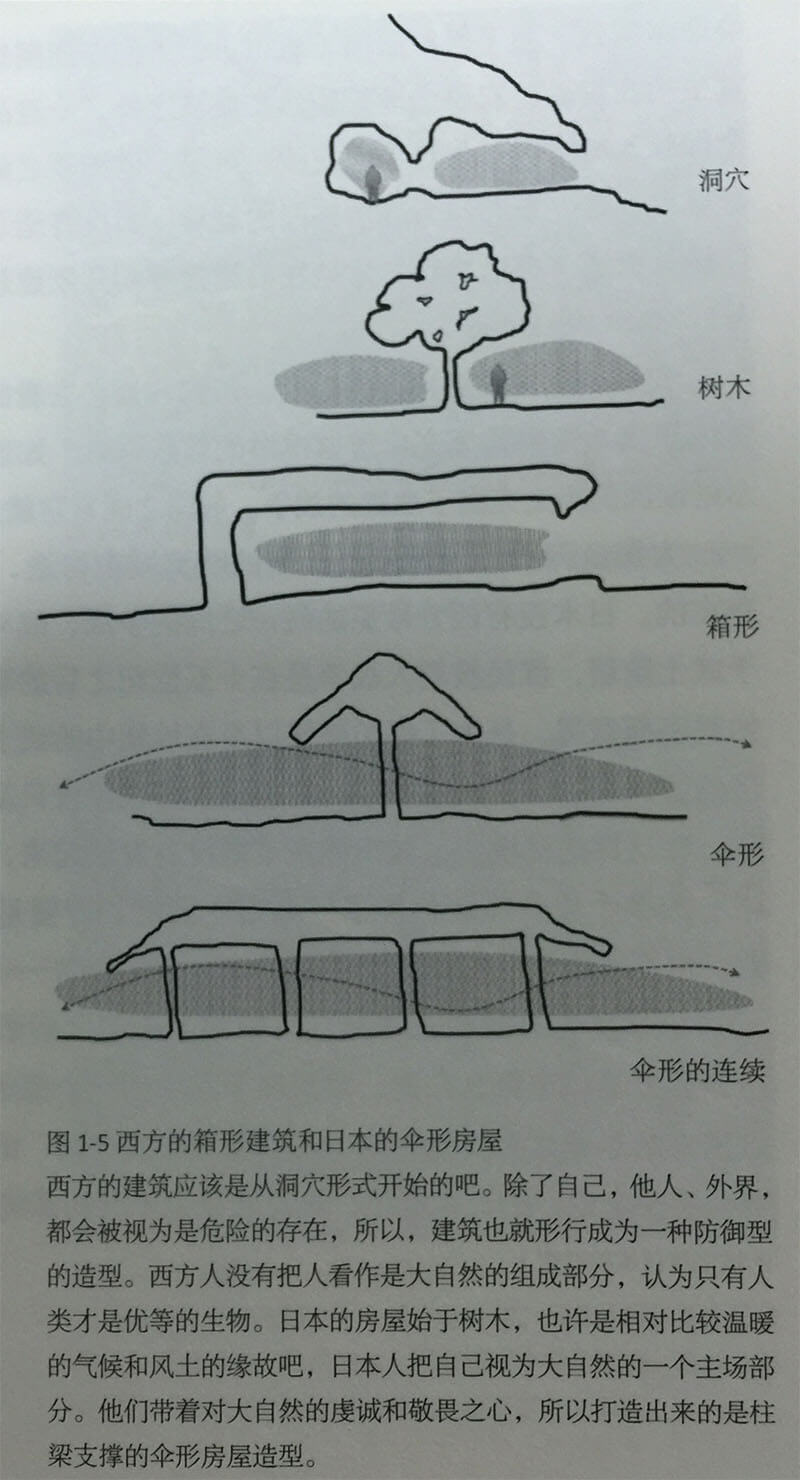 洞穴
树木
箱形
伞形
伞形的连续
图 1-5 西方的箱形建筑和日本的伞形房屋
西方的建筑应该是从洞穴形式开始的吧。除了自己，他人、外界，
都会被视为是危险的存在，所以，建筑也就形行成为一种防御型
的造型。西方人没有把人看作是大自然的组成部分，认为只有人
类才是优等的生物。日本的房屋始于树木，也许是相对比较温暖
的气候和风土的缘故吧，日本人把自己视为大自然的一个主场部
分。他们带着对大自然的虔诚和敬畏之心，所以打造出来的是柱
梁支撑的伞形房屋造型。